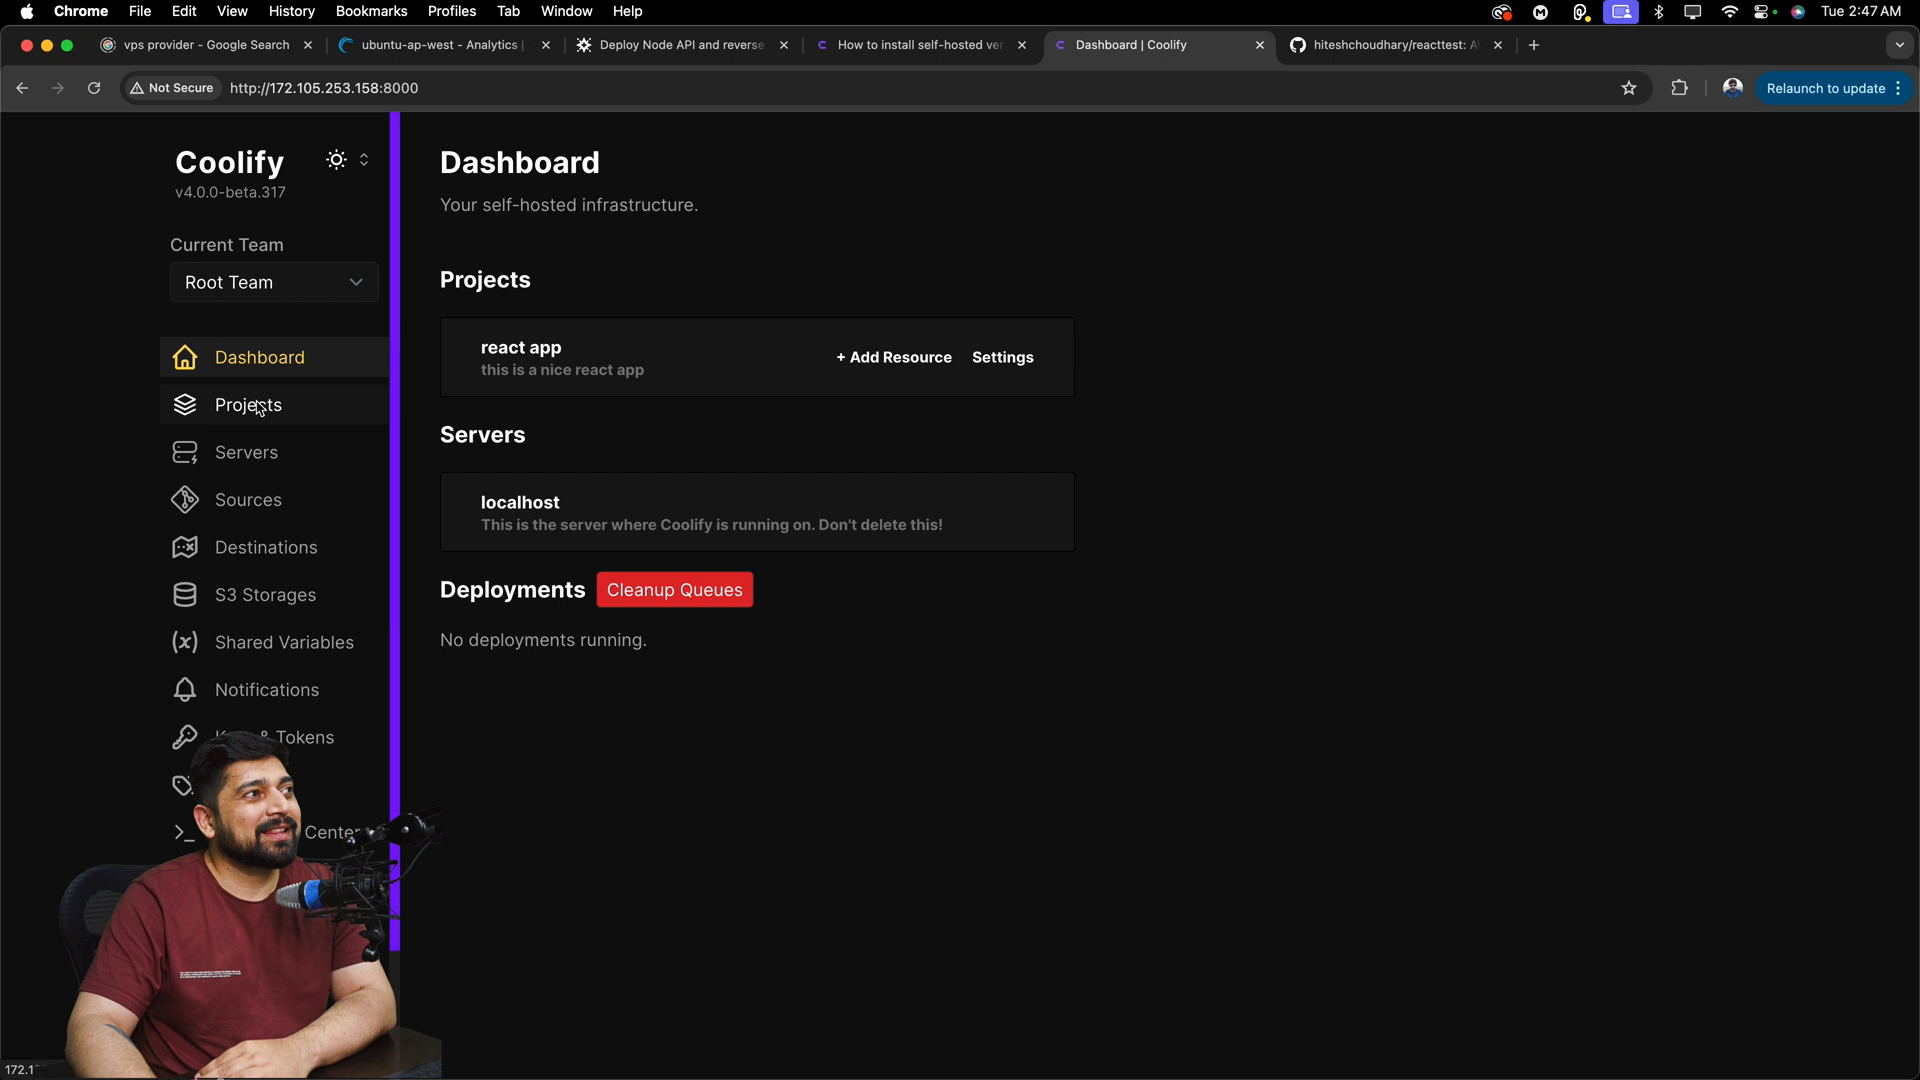 Chrome File Edit View History Bookmarks Profiles Tab Window Help
Tue 2:47 AM
vps provider - Google Search
ubuntu-ap-west - Analytics
Deploy Node API and reverse
How to install self-hosted ver
Dashboard | Coolify
hiteshchoudhary/reacttest: A
Not Secure http://172.105.253.158:8000
Relaunch to update
Coolify
v4.0.0-beta.317
Current Team
Root Team
Dashboard
Projects
Servers
Sources
Destinations
S3 Storages
Shared Variables
Notifications
& Tokens
Center
Dashboard
Your self-hosted infrastructure.
Projects
react app
this is a nice react app
+ Add Resource Settings
Servers
localhost
This is the server where Coolify is running on. Don't delete this!
Deployments Cleanup Queues
No deployments running.